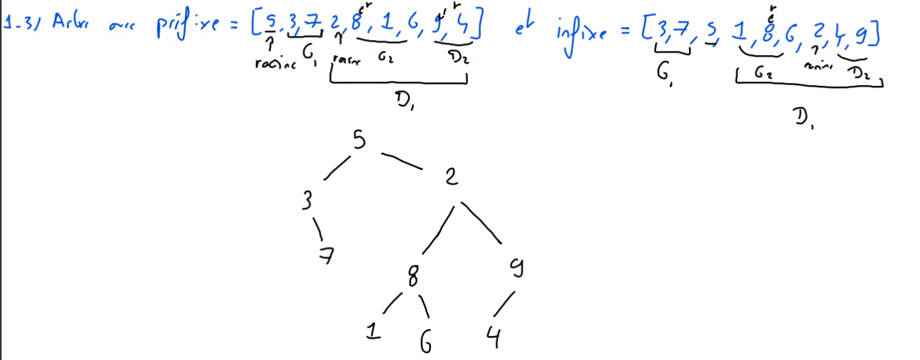 1-3/ Arbre avec préfixe = [5,3,7,2,8,1,6,9,4] et infixe = [3,7,5,1,8,6,2,4,9]
r r r
racine G1 racine G2 D2 G1 G2 racine D2
D1 D1
5
3 2
7 8 9
1 6 4